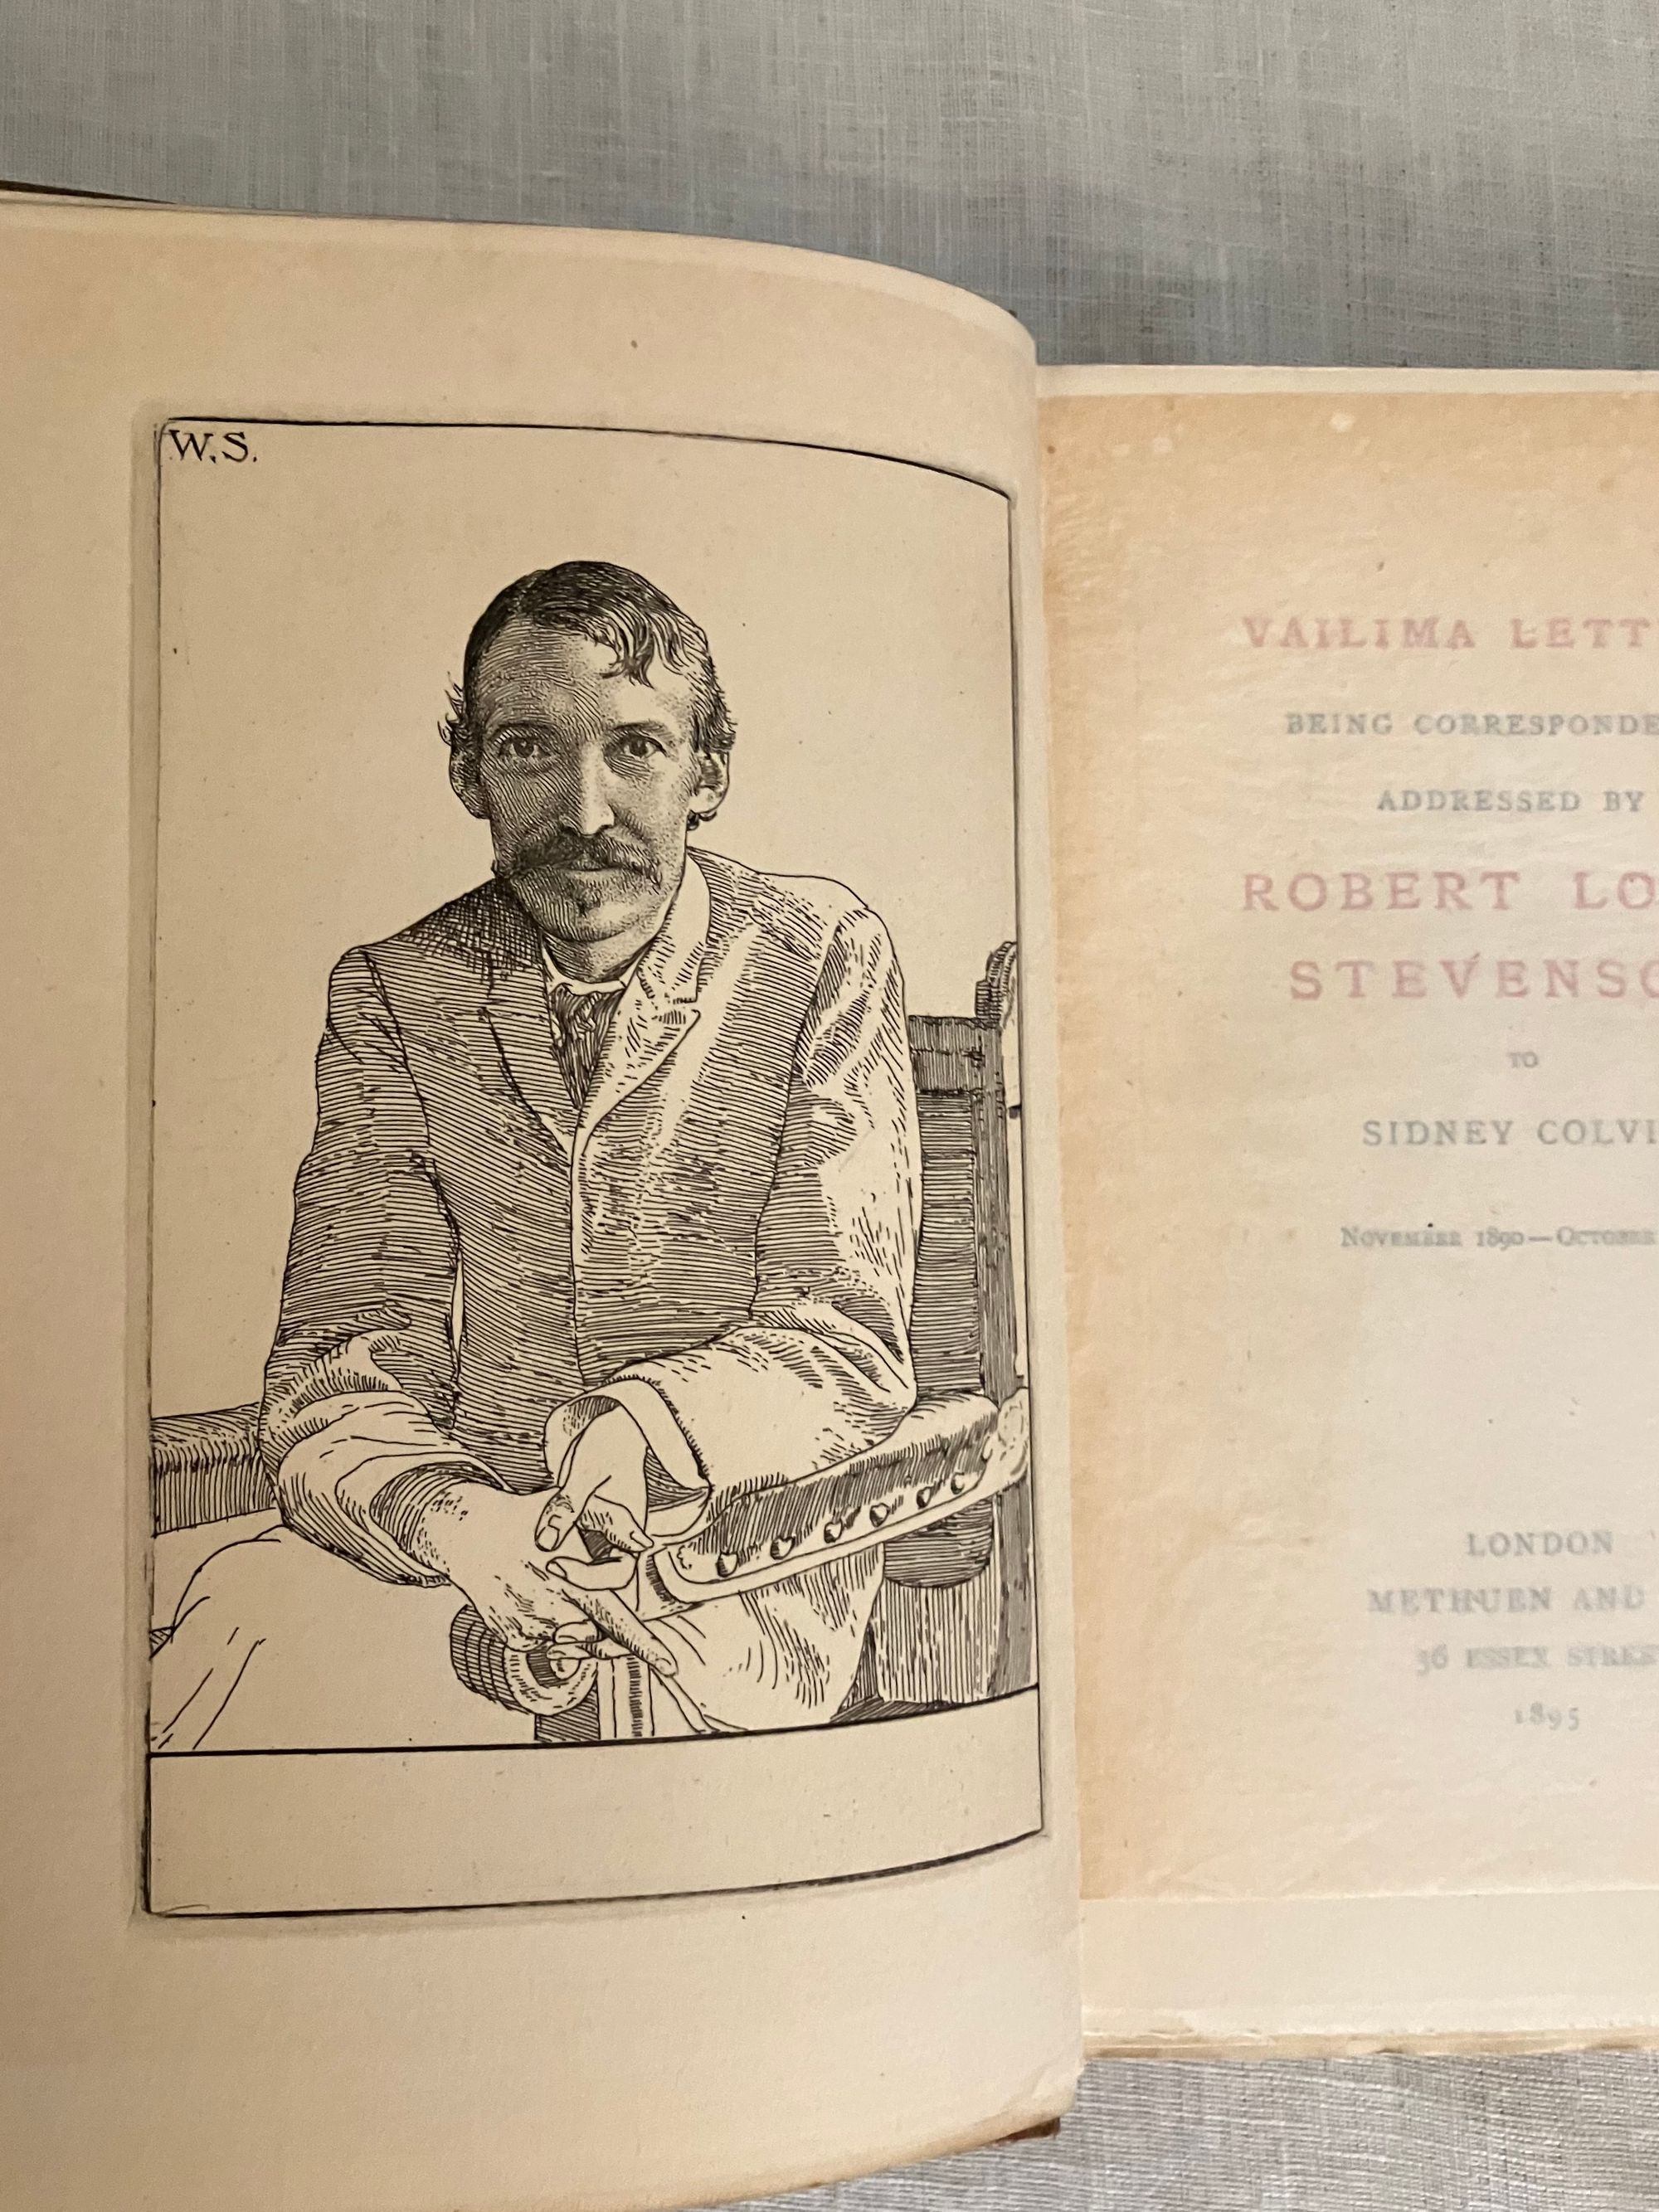 W.S.
VAILIMA LETT
BEING CORRESPONDE
ADDRESSED BY
ROBERT LO
STEVENSO
TO
SIDNEY COLVI
NOVEMBER 1890—OCTOBER
LONDON
METHUEN AND
36 ESSEX STREE
1895